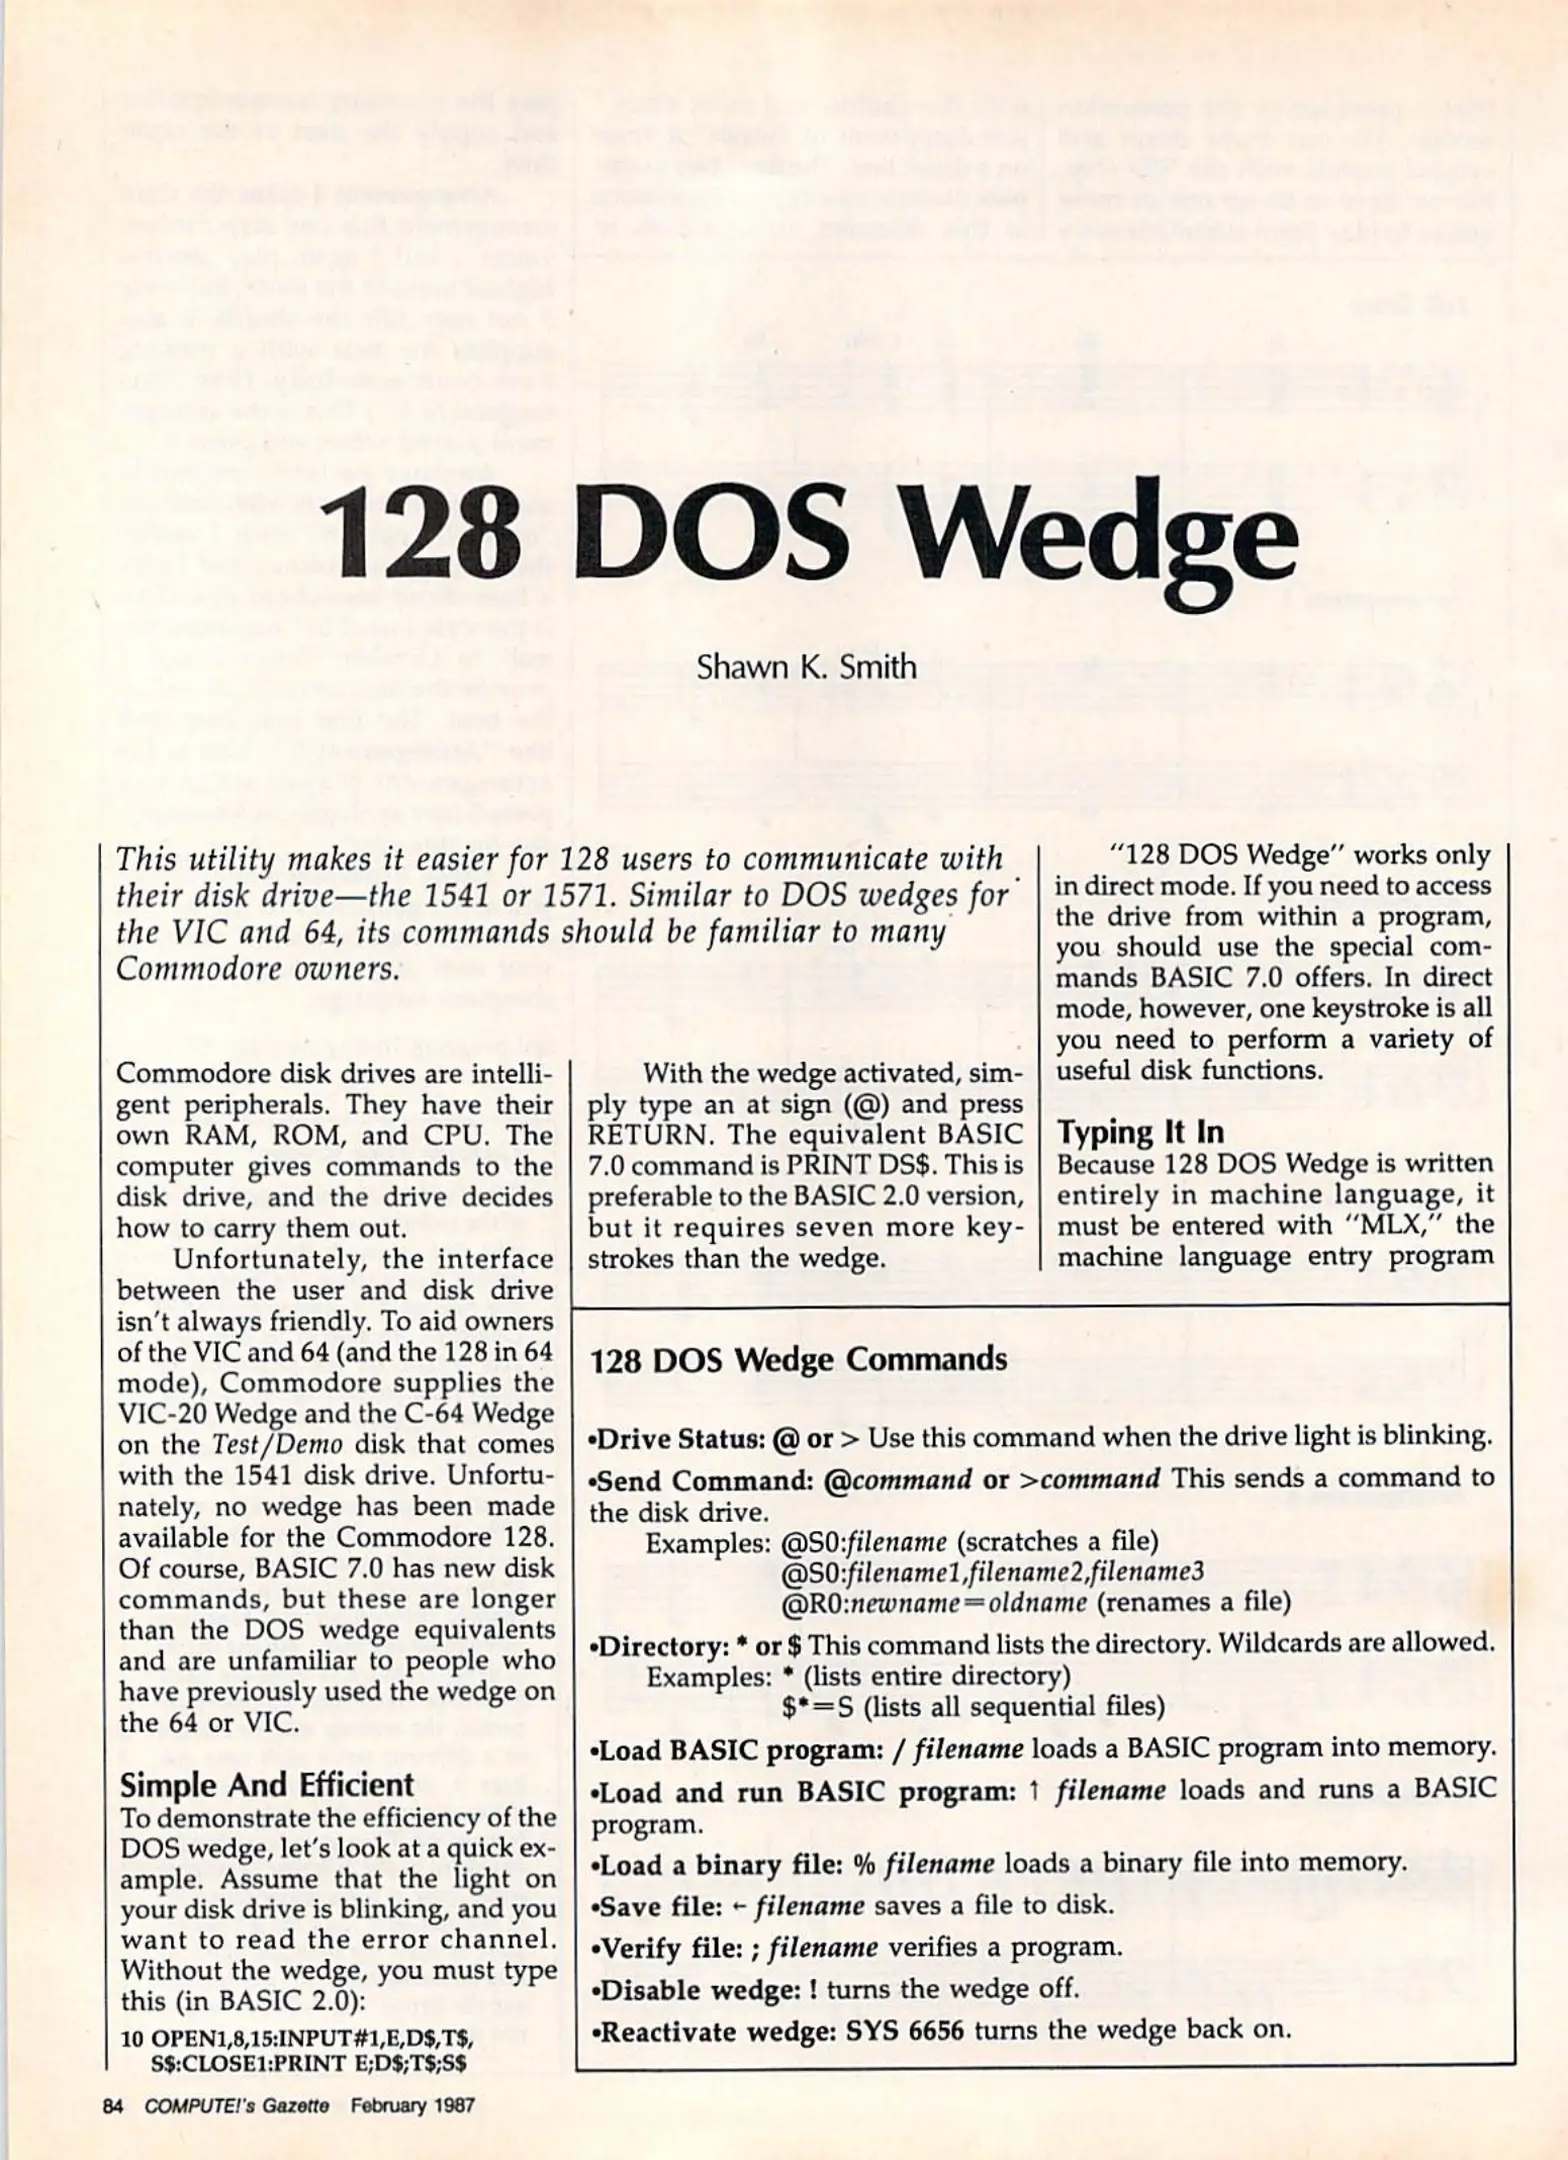 128 DOS Wedge
Shawn K. Smith
This utility makes it easier for 128 users to communicate with
their disk drive—the 1541 or 1571. Similar to DOS wedges for
the VIC and 64, its commands should be familiar to many
Commodore owners.
Commodore disk drives are intelli-
gent peripherals. They have their
own RAM, ROM, and CPU. The
computer gives commands to the
disk drive, and the drive decides
how to carry them out.
Unfortunately, the interface
between the user and disk drive
isn't always friendly. To aid owners
of the VIC and 64 (and the 128 in 64
mode), Commodore supplies the
VIC-20 Wedge and the C-64 Wedge
on the Test/Demo disk that comes
with the 1541 disk drive. Unfortu-
nately, no wedge has been made
available for the Commodore 128.
Of course, BASIC 7.0 has new disk
commands, but these are longer
than the DOS wedge equivalents
and are unfamiliar to people who
have previously used the wedge on
the 64 or VIC.
Simple And Efficient
To demonstrate the efficiency of the
DOS wedge, let's look at a quick ex-
ample. Assume that the light on
your disk drive is blinking, and you
want to read the error channel.
Without the wedge, you must type
this (in BASIC 2.0):
10 OPEN1,8,15:INPUT#1,E,D$,T$,
S$:CLOSE1:PRINT E;D$;T$;S$
With the wedge activated, sim-
ply type an at sign (@) and press
RETURN. The equivalent BASIC
7.0 command is PRINT DS$. This is
preferable to the BASIC 2.0 version,
but it requires seven more key-
strokes than the wedge.
"128 DOS Wedge" works only
in direct mode. If you need to access
the drive from within a program,
you should use the special com-
mands BASIC 7.0 offers. In direct
mode, however, one keystroke is all
you need to perform a variety of
useful disk functions.
Typing It In
Because 128 DOS Wedge is written
entirely in machine language, it
must be entered with "MLX," the
machine language entry program
128 DOS Wedge Commands
•Drive Status: @ or > Use this command when the drive light is blinking.
•Send Command: @command or >command This sends a command to
the disk drive.
Examples: @S0:filename (scratches a file)
@S0:filename1,filename2,filename3
@R0:newname=oldname (renames a file)
•Directory: * or $ This command lists the directory. Wildcards are allowed.
Examples: * (lists entire directory)
$*=S (lists all sequential files)
•Load BASIC program: / filename loads a BASIC program into memory.
•Load and run BASIC program: ↑ filename loads and runs a BASIC
program.
•Load a binary file: % filename loads a binary file into memory.
•Save file: ← filename saves a file to disk.
•Verify file: ; filename verifies a program.
•Disable wedge: ! turns the wedge off.
•Reactivate wedge: SYS 6656 turns the wedge back on.
84 COMPUTE!'s Gazette February 1987